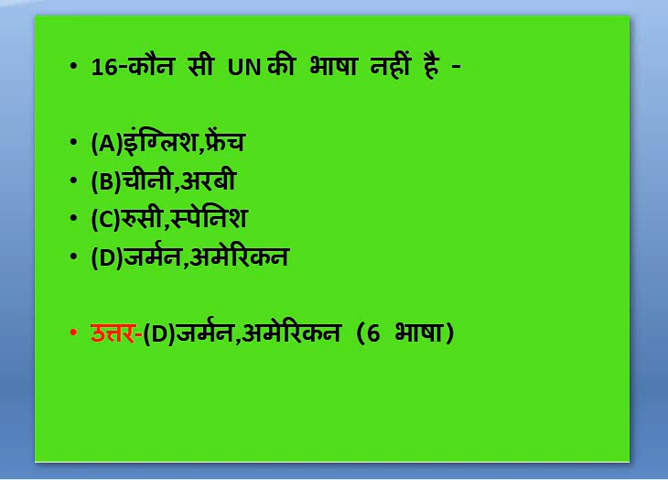 • 16-कौन सी UN की भाषा नहीं है -
• (A)इंग्लिश,फ्रेंच
• (B)चीनी,अरबी
• (C)रुसी,स्पेनिश
• (D)जर्मन,अमेरिकन
• उत्तर-(D)जर्मन,अमेरिकन (6 भाषा)